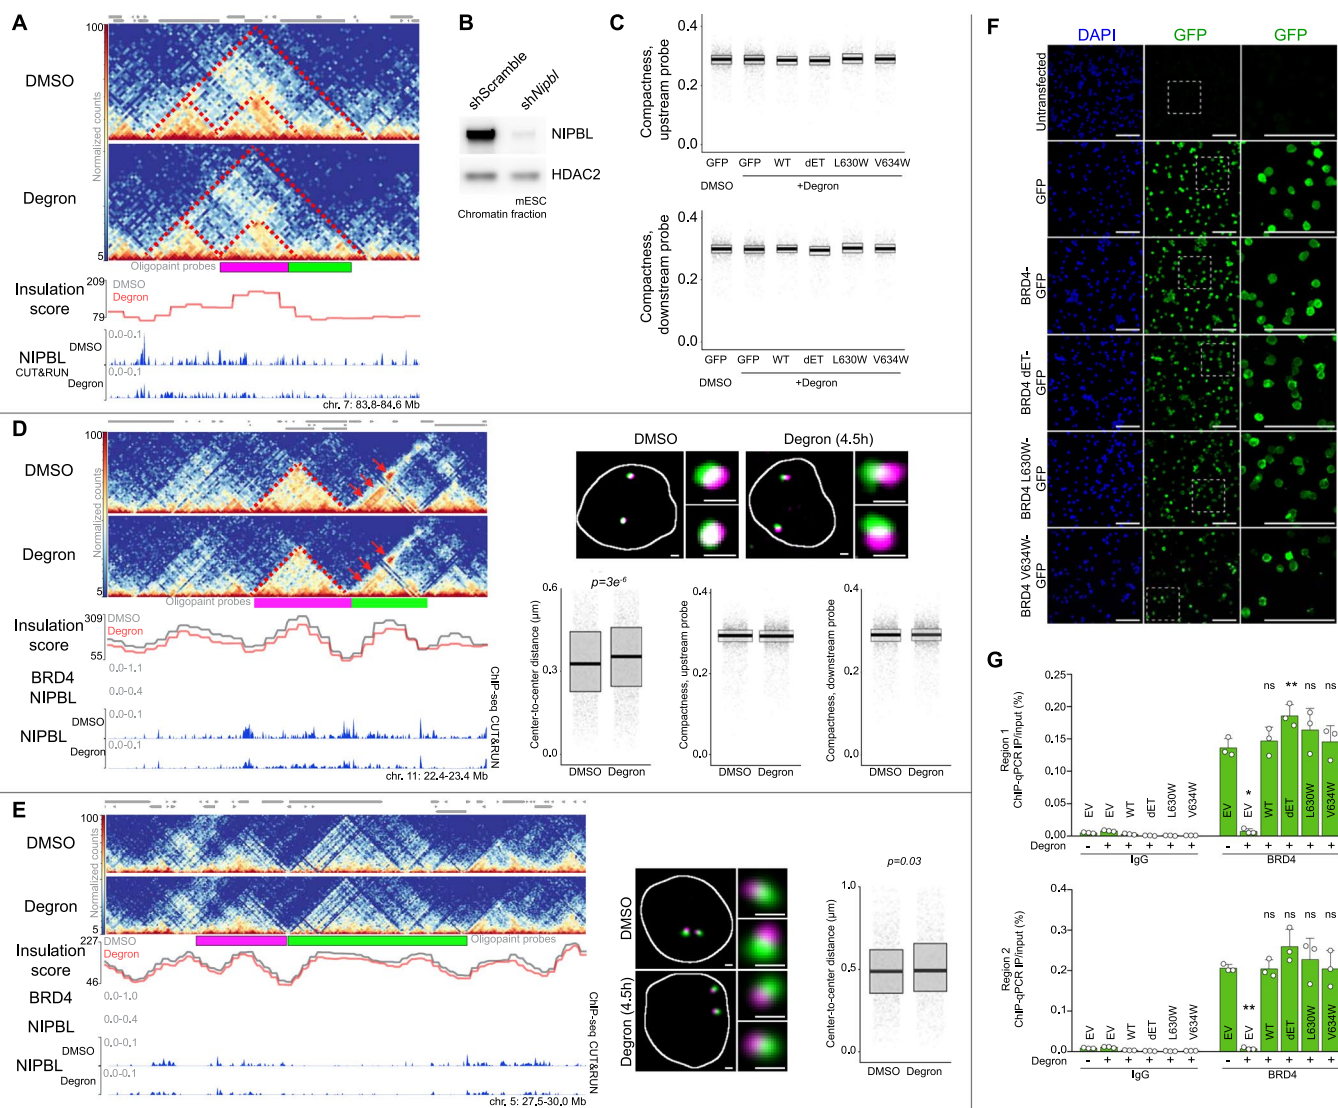 A
100
DMSO
Normalized counts
Degron
5
Oligopaint probes
Insulation score
209
79
DMSO
Degron
NIPBL
CUT&RUN
DMSO
0.0-0.1
Degron
0.0-0.1
chr. 7: 83.8-84.6 Mb
B
shScramble
shNipbl
NIPBL
HDAC2
mESC
Chromatin fraction
C
Compactness, upstream probe
0.4
0.2
0.0
GFP GFP WT dET L630W V634W
DMSO +Degron
Compactness, downstream probe
0.4
0.2
0.0
GFP GFP WT dET L630W V634W
DMSO +Degron
D
100
DMSO
Normalized counts
Degron
5
Oligopaint probes
Insulation score
309
55
DMSO
Degron
BRD4
0.0-1.1
NIPBL
0.0-0.4
ChIP-seq
NIPBL
DMSO
0.0-0.1
Degron
0.0-0.1
CUT&RUN
chr. 11: 22.4-23.4 Mb
DMSO
Degron (4.5h)
p=3e-6
Center-to-center distance (μm)
0.6
0.3
0.0
DMSO Degron
Compactness, upstream probe
0.4
0.2
0.0
DMSO Degron
Compactness, downstream probe
0.4
0.2
0.0
DMSO Degron
E
100
DMSO
Normalized counts
Degron
5
Oligopaint probes
Insulation score
227
46
DMSO
Degron
BRD4
0.0-1.0
NIPBL
0.0-0.4
ChIP-seq
NIPBL
DMSO
0.0-0.1
Degron
0.0-0.1
CUT&RUN
chr. 5: 27.5-30.0 Mb
DMSO
Degron (4.5h)
p=0.03
Center-to-center distance (μm)
1.0
0.5
0.0
DMSO Degron
F
DAPI GFP GFP
Untransfected
GFP
BRD4-GFP
BRD4 dET-GFP
BRD4 L630W-GFP
BRD4 V634W-GFP
G
Region 1
ChIP-qPCR IP/input (%)
0,25
0,20
0,15
0,10
0,05
0,00
EV EV WT dET L630W V634W
EV EV WT dET L630W V634W
* ns ** ns ns
Degron - + + + + + - + + + + +
IgG BRD4
Region 2
ChIP-qPCR IP/input (%)
0,4
0,3
0,2
0,1
0,0
EV EV WT dET L630W V634W
EV EV WT dET L630W V634W
** ns ns ns ns
Degron - + + + + + - + + + + +
IgG BRD4